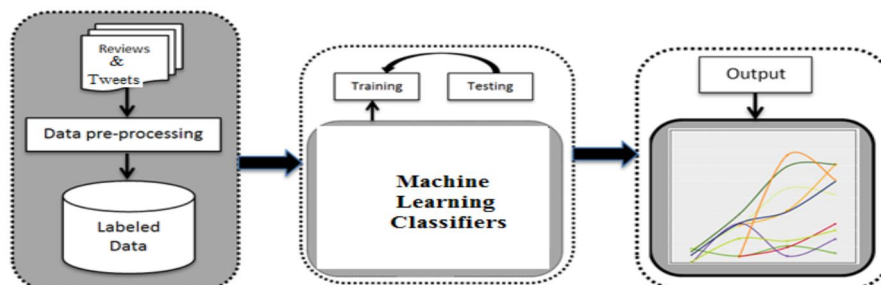 Reviews
&
Tweets
Data pre-processing
Labeled
Data
Training
Testing
Machine
Learning
Classifiers
Output